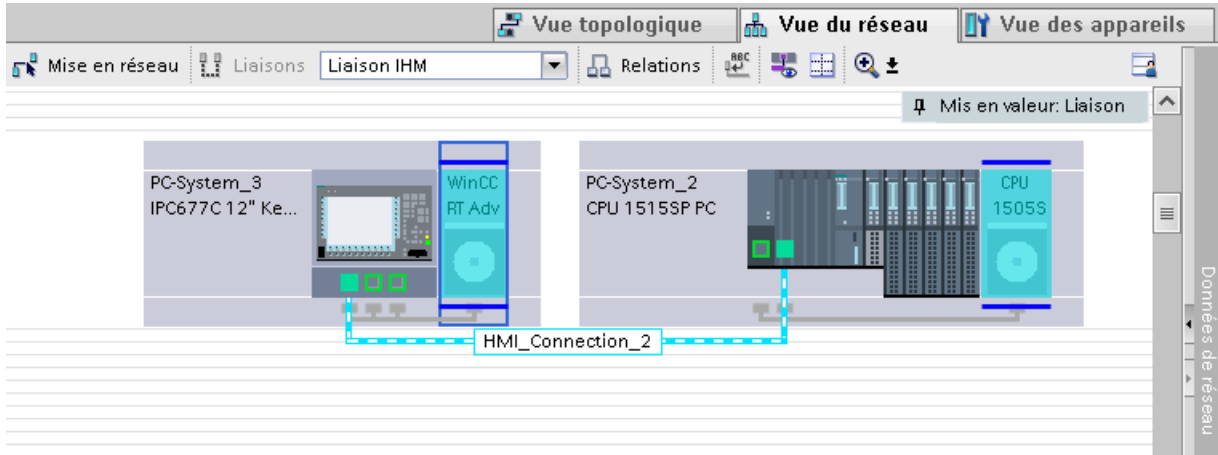 Vue topologique
Vue du réseau
Vue des appareils
Mise en réseau
Liaisons
Liaison IHM
Relations
ABC
±
Mis en valeur: Liaison
PC-System_3
IPC677C 12" Ke...
WinCC
RT Adv
PC-System_2
CPU 1515SP PC
CPU
1505S
HMI_Connection_2
Données de réseau